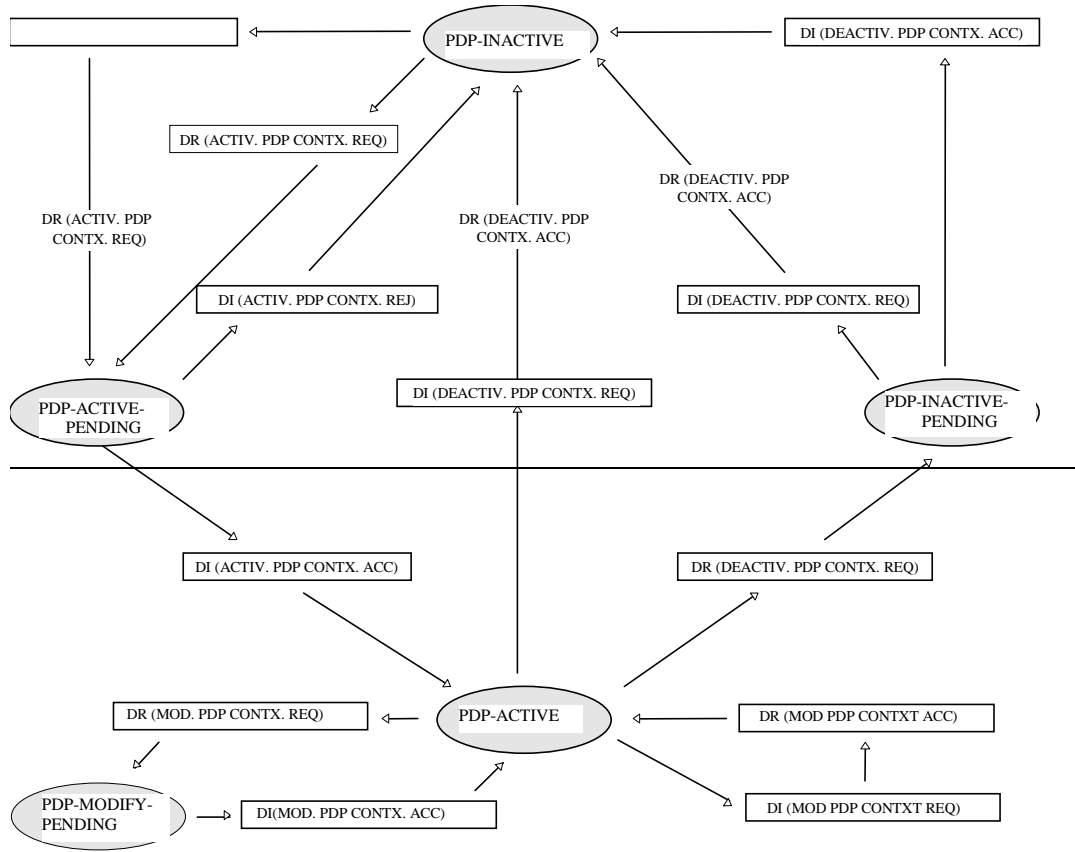 PDP-INACTIVE
DI (DEACTIV. PDP CONTX. ACC)
DR (ACTIV. PDP CONTX. REQ)
DR (DEACTIV. PDP
CONTX. ACC)
DR (ACTIV. PDP
CONTX. REQ)
DR (DEACTIV. PDP
CONTX. ACC)
DI (ACTIV. PDP CONTX. REJ)
DI (DEACTIV. PDP CONTX. REQ)
DI (DEACTIV. PDP CONTX. REQ)
PDP-ACTIVE-
PENDING
PDP-INACTIVE-
PENDING
DI (ACTIV. PDP CONTX. ACC)
DR (DEACTIV. PDP CONTX. REQ)
DR (MOD. PDP CONTX. REQ)
PDP-ACTIVE
DR (MOD PDP CONTXT ACC)
PDP-MODIFY-
PENDING
DI(MOD. PDP CONTX. ACC)
DI (MOD PDP CONTXT REQ)